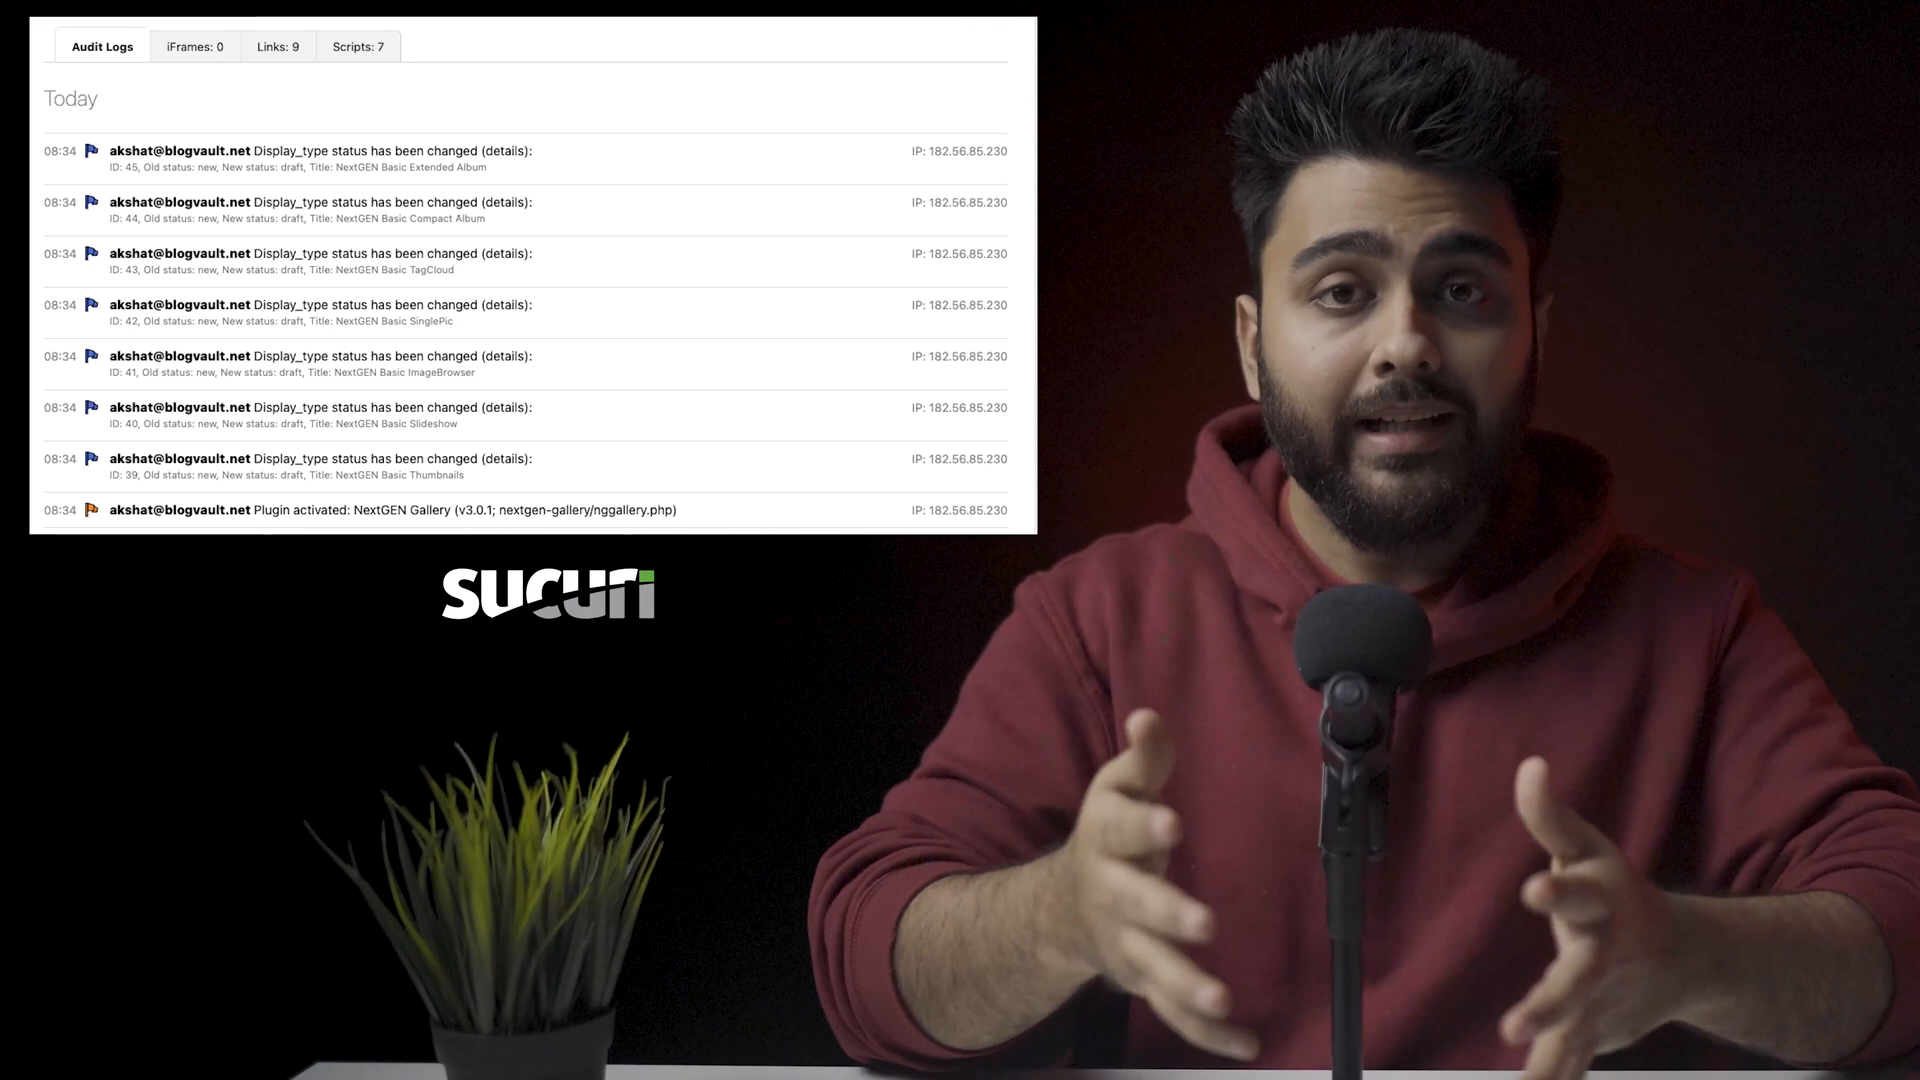 Audit Logs iFrames: 0 Links: 9 Scripts: 7
Today
08:34 akshat@blogvault.net Display_type status has been changed (details): IP: 182.56.85.230
ID: 45, Old status: new, New status: draft, Title: NextGEN Basic Extended Album
08:34 akshat@blogvault.net Display_type status has been changed (details): IP: 182.56.85.230
ID: 44, Old status: new, New status: draft, Title: NextGEN Basic Compact Album
08:34 akshat@blogvault.net Display_type status has been changed (details): IP: 182.56.85.230
ID: 43, Old status: new, New status: draft, Title: NextGEN Basic TagCloud
08:34 akshat@blogvault.net Display_type status has been changed (details): IP: 182.56.85.230
ID: 42, Old status: new, New status: draft, Title: NextGEN Basic SinglePic
08:34 akshat@blogvault.net Display_type status has been changed (details): IP: 182.56.85.230
ID: 41, Old status: new, New status: draft, Title: NextGEN Basic ImageBrowser
08:34 akshat@blogvault.net Display_type status has been changed (details): IP: 182.56.85.230
ID: 40, Old status: new, New status: draft, Title: NextGEN Basic Slideshow
08:34 akshat@blogvault.net Display_type status has been changed (details): IP: 182.56.85.230
ID: 39, Old status: new, New status: draft, Title: NextGEN Basic Thumbnails
08:34 akshat@blogvault.net Plugin activated: NextGEN Gallery (v3.0.1; nextgen-gallery/nggallery.php) IP: 182.56.85.230
sucuri